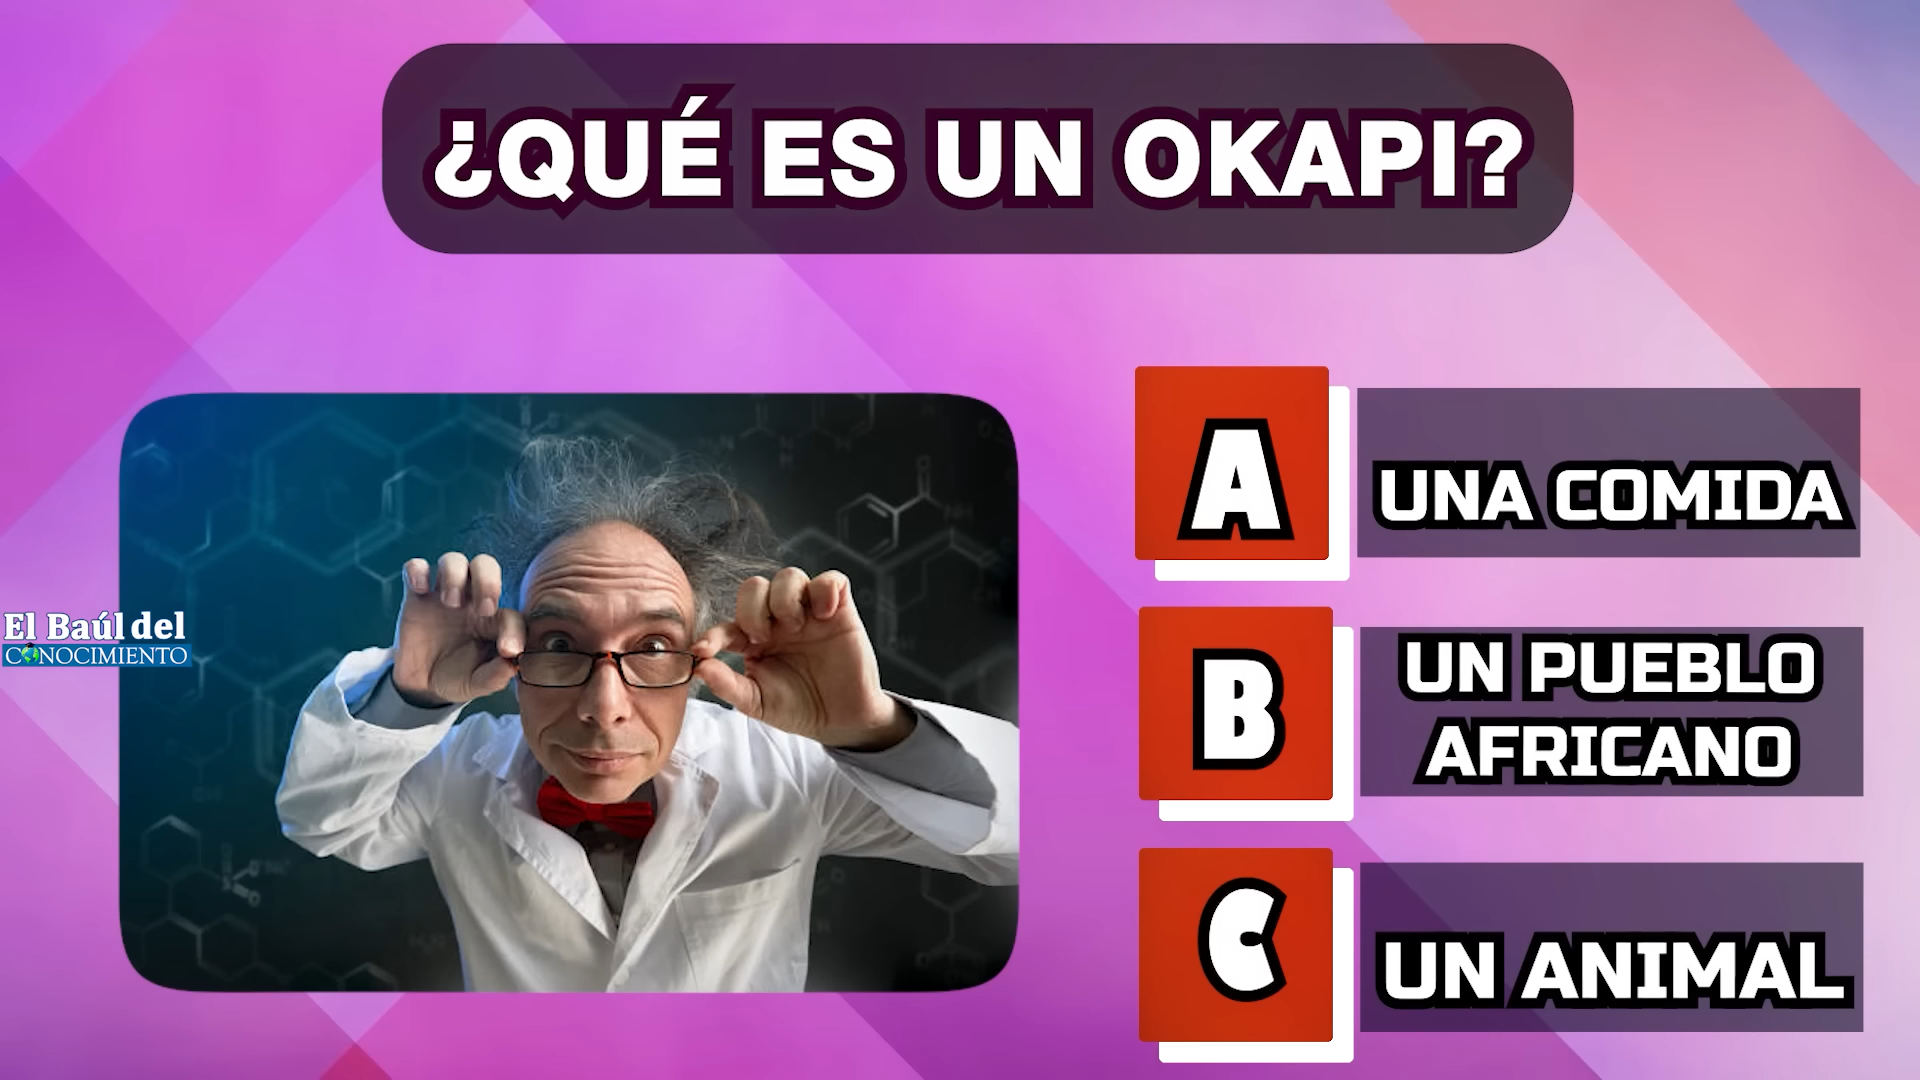 ¿QUÉ ES UN OKAPI?
El Baúl del
CONOCIMIENTO
A
UNA COMIDA
B
UN PUEBLO
AFRICANO
C
UN ANIMAL